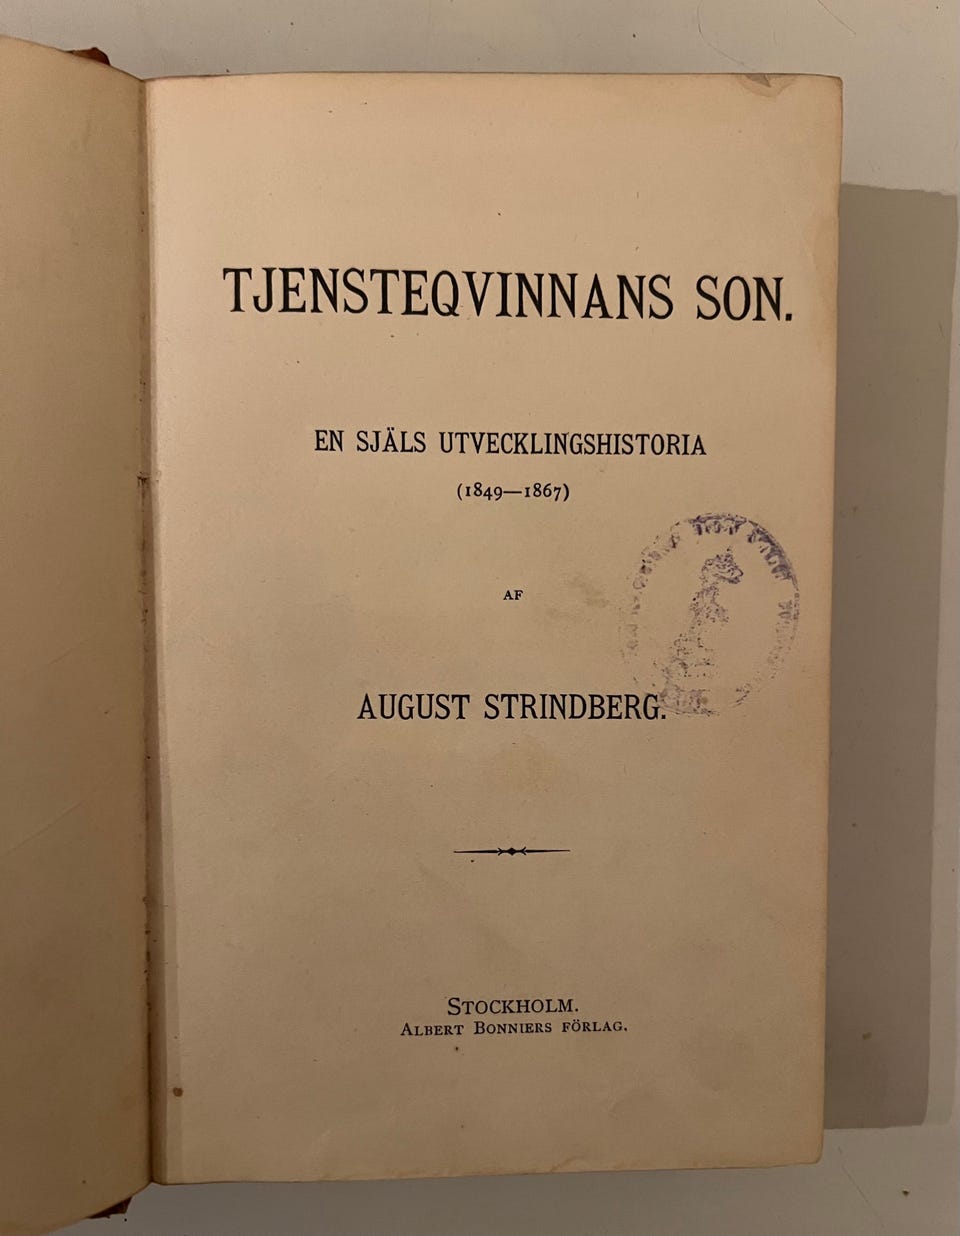 TJENSTEQVINNANS SON.
EN SJÄLS UTVECKLINGSHISTORIA
(1849—1867)
AF
AUGUST STRINDBERG.
STOCKHOLM.
ALBERT BONNIERS FÖRLAG.